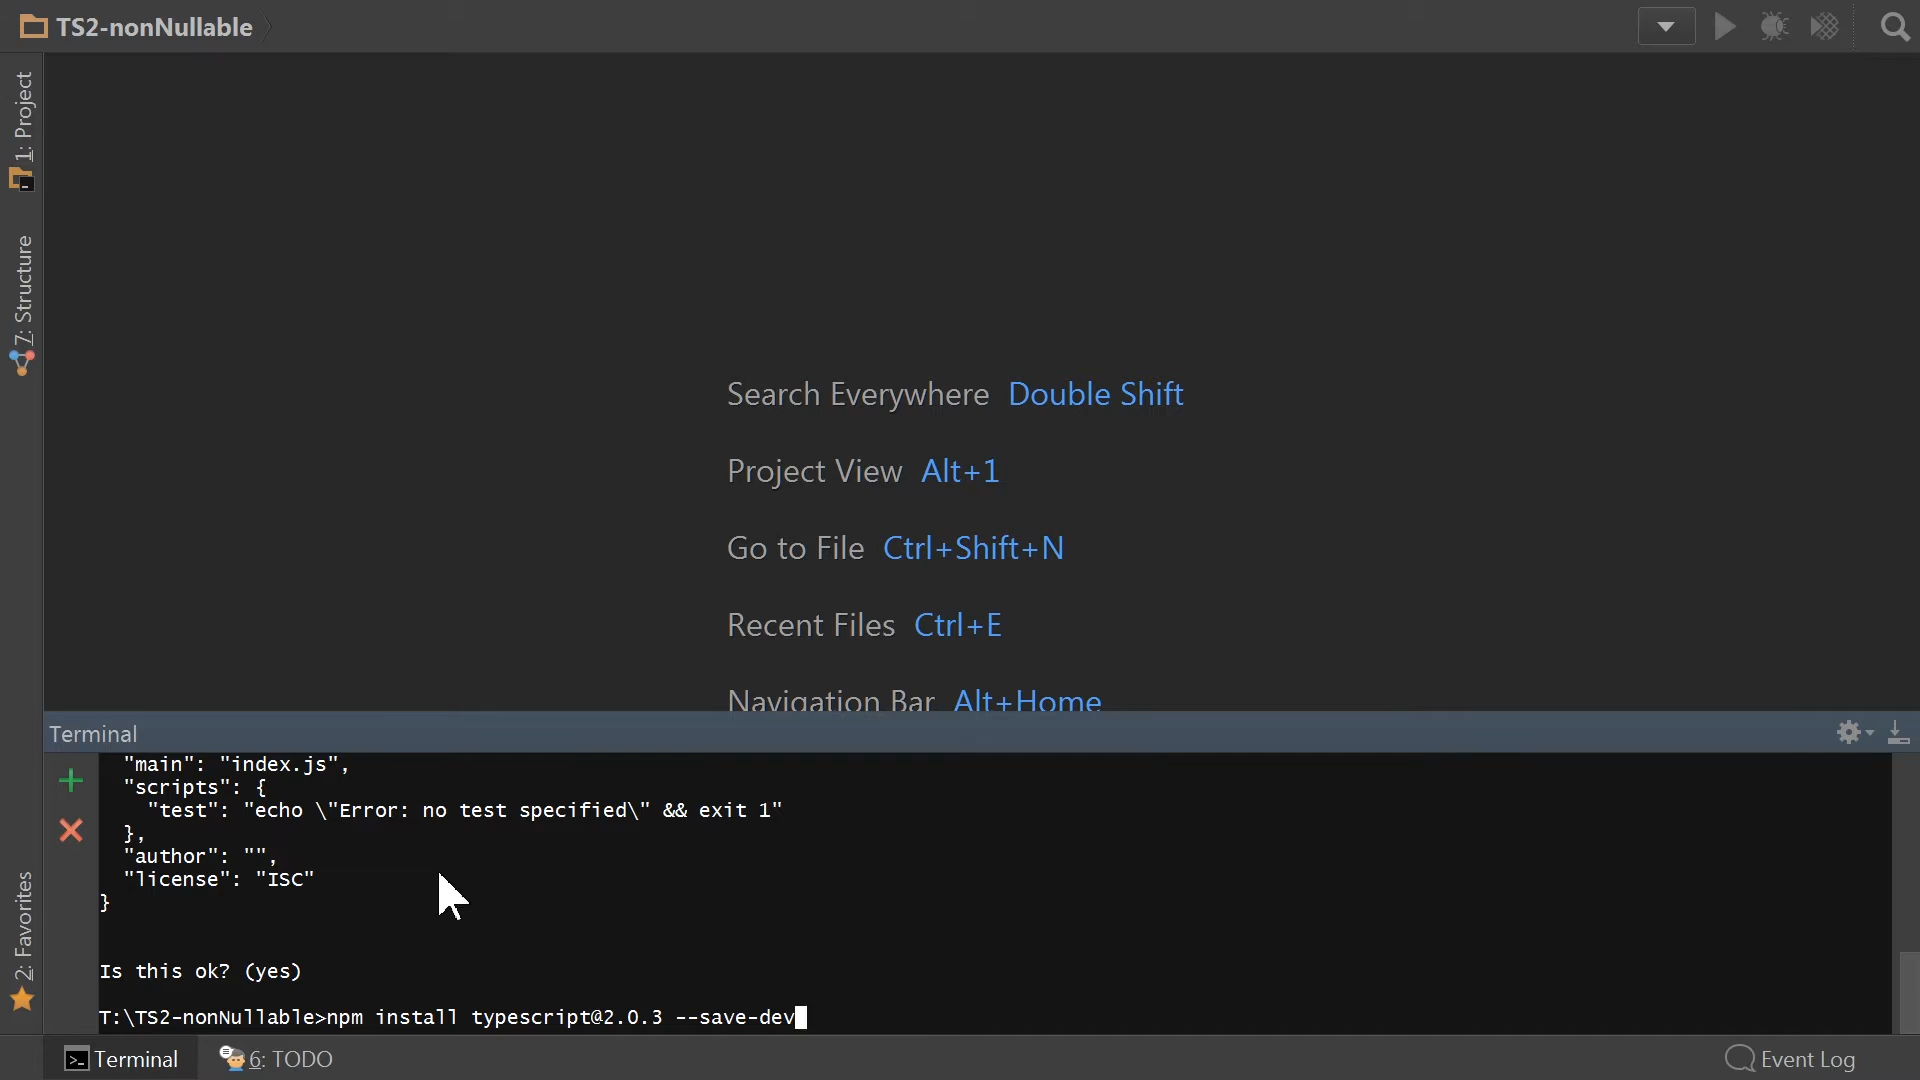 TS2-nonNullable
1: Project
7: Structure
2: Favorites
Search Everywhere Double Shift
Project View Alt+1
Go to File Ctrl+Shift+N
Recent Files Ctrl+E
Navigation Bar Alt+Home
Terminal
"main": "index.js",
"scripts": {
"test": "echo \"Error: no test specified\" && exit 1"
},
"author": "",
"license": "ISC"
}
Is this ok? (yes)
T:\TS2-nonNullable>npm install typescript@2.0.3 --save-dev
Terminal
6: TODO
Event Log